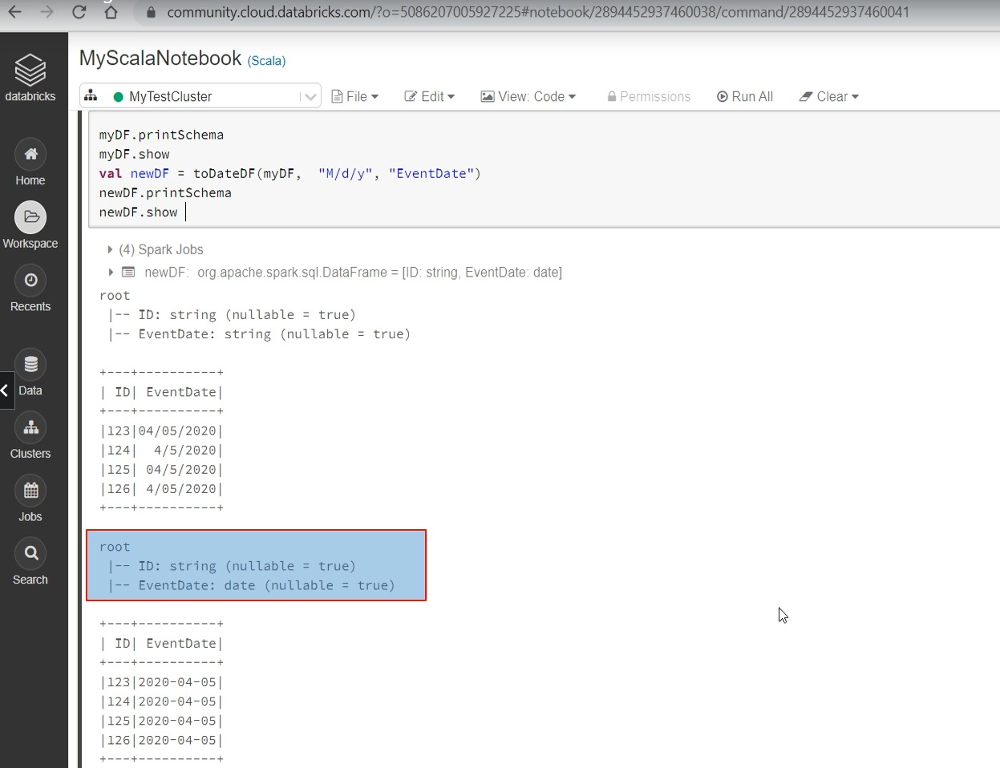 community.cloud.databricks.com/?o=5086207005927225#notebook/2894452937460038/command/2894452937460041
databricks
Home
Workspace
Recents
Data
Clusters
Jobs
Search
MyScalaNotebook (Scala)
MyTestCluster File Edit View: Code Permissions Run All Clear
myDF.printSchema
myDF.show
val newDF = toDateDF(myDF,  "M/d/y", "EventDate")
newDF.printSchema
newDF.show
(4) Spark Jobs
newDF: org.apache.spark.sql.DataFrame = [ID: string, EventDate: date]
root
 |-- ID: string (nullable = true)
 |-- EventDate: string (nullable = true)
+---+----------+
| ID| EventDate|
+---+----------+
|123|04/05/2020|
|124|  4/5/2020|
|125| 04/5/2020|
|126| 4/05/2020|
+---+----------+
root
 |-- ID: string (nullable = true)
 |-- EventDate: date (nullable = true)
+---+----------+
| ID| EventDate|
+---+----------+
|123|2020-04-05|
|124|2020-04-05|
|125|2020-04-05|
|126|2020-04-05|
+---+----------+